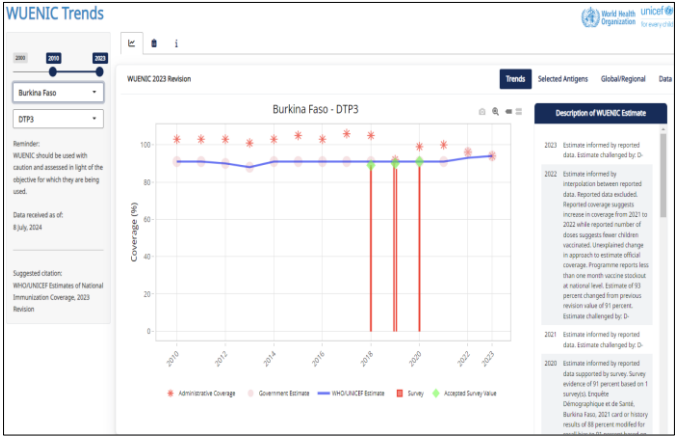 WUENIC Trends
World Health
Organization
unicef
for every child
2000
2010
2023
Burkina Faso
DTP3
Reminder:
WUENIC should be used with
caution and assessed in light of the
objective for which they are being
used.
Data received as of:
8 July, 2024
Suggested citation:
WHO/UNICEF Estimates of National
Immunization Coverage, 2023
Revision
WUENIC 2023 Revision
Trends
Selected Antigens
Global/Regional
Data
Burkina Faso - DTP3
Coverage (%)
100
80
60
40
20
0
2010
2012
2014
2016
2018
2020
2022
2023
Administrative Coverage
Government Estimate
WHO/UNICEF Estimate
Survey
Accepted Survey Value
Description of WUENIC Estimate
2023 Estimate informed by reported
data. Estimate challenged by: D-
2022 Estimate informed by
interpolation between reported
data. Reported data excluded.
Reported coverage suggests
increase in coverage from 2021 to
2022 while reported number of
doses suggests fewer children
vaccinated. Unexplained change
in approach to estimate official
coverage. Programme reports less
than one month vaccine stockout
at national level. Estimate of 93
percent changed from previous
revision value of 91 percent.
Estimate challenged by: D-
2021 Estimate informed by reported
data. Estimate challenged by: D-
2020 Estimate informed by reported
data supported by survey. Survey
evidence of 91 percent based on 1
survey(s). Enquête
Démographique et de Santé,
Burkina Faso, 2021 card or history
results of 88 percent modifed for